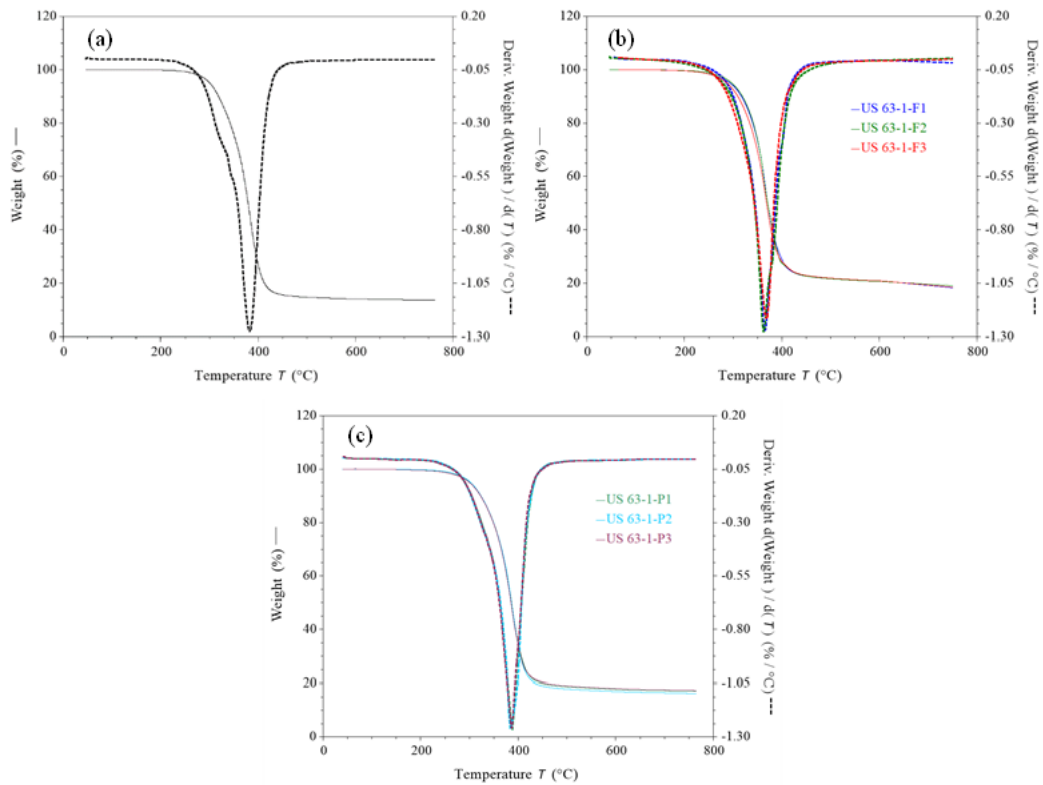 (a)
120
100
80
60
40
20
0
Weight (%)
0.20
-0.05
-0.30
-0.55
-0.80
-1.05
-1.30
Deriv. Weight d(Weight) / d(T) (% / °C)
0 200 400 600 800
Temperature T (°C)
(b)
120
100
80
60
40
20
0
Weight (%)
US 63-1-F1
US 63-1-F2
US 63-1-F3
0.20
-0.05
-0.30
-0.55
-0.80
-1.05
-1.30
Deriv. Weight d(Weight) / d(T) (% / °C)
0 200 400 600 800
Temperature T (°C)
(c)
120
100
80
60
40
20
0
Weight (%)
US 63-1-P1
US 63-1-P2
US 63-1-P3
0.20
-0.05
-0.30
-0.55
-0.80
-1.05
-1.30
Deriv. Weight d(Weight) / d(T) (% / °C)
0 200 400 600 800
Temperature T (°C)